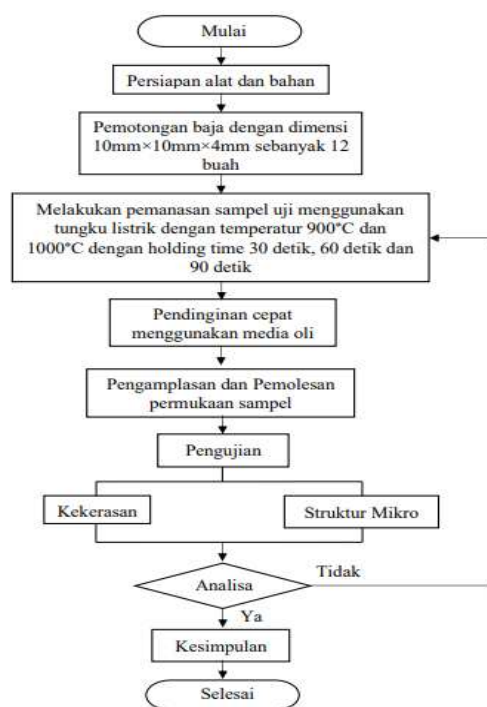 Mulai
Persiapan alat dan bahan
Pemotongan baja dengan dimensi
10mm×10mm×4mm sebanyak 12
buah
Melakukan pemanasan sampel uji menggunakan
tungku listrik dengan temperatur 900°C dan
1000°C dengan holding time 30 detik, 60 detik dan
90 detik
Pendinginan cepat
menggunakan media oli
Pengamplasan dan Pemolesan
permukaan sampel
Pengujian
Kekerasan
Struktur Mikro
Analisa
Tidak
Ya
Kesimpulan
Selesai